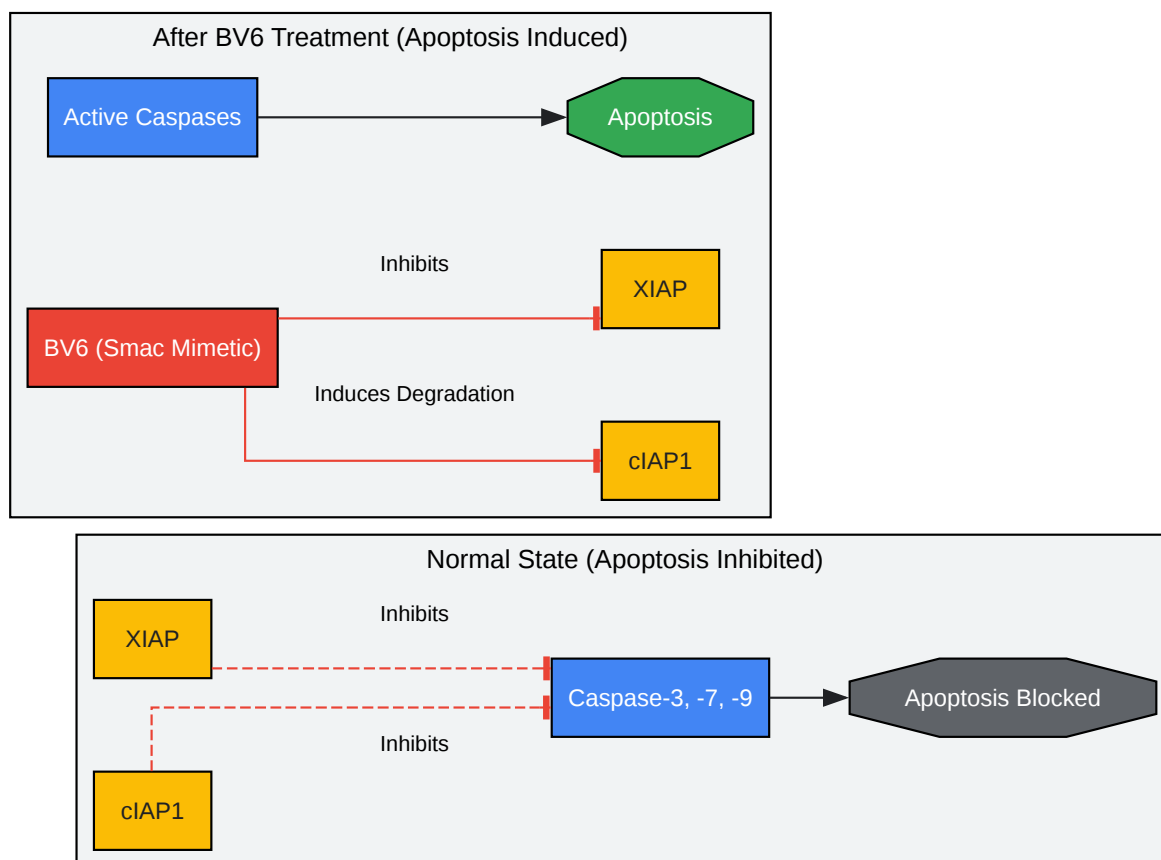 After BV6 Treatment (Apoptosis Induced)
Active Caspases
Apoptosis
Inhibits
XIAP
BV6 (Smac Mimetic)
Induces Degradation
cIAP1
Normal State (Apoptosis Inhibited)
XIAP
Inhibits
Caspase-3, -7, -9
Apoptosis Blocked
Inhibits
cIAP1